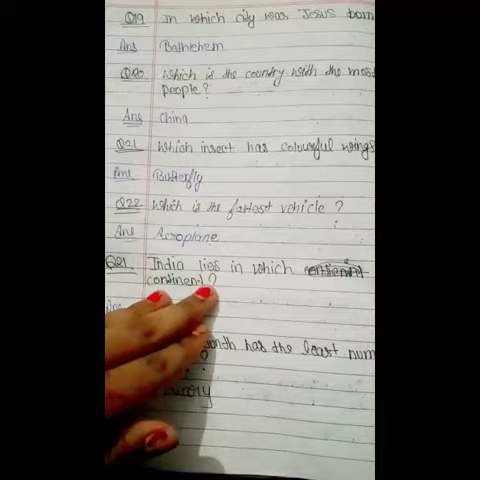 Q19 In which city was Jesus born
Ans Bethlehem
Q20 Which is the country with the most
people?
Ans China
Q21 Which insect has colourful wings
Ans Butterfly
Q22 Which is the fastest vehicle ?
Ans Aeroplane
Q21 India lies in which
continent?
Ans
month has the least num